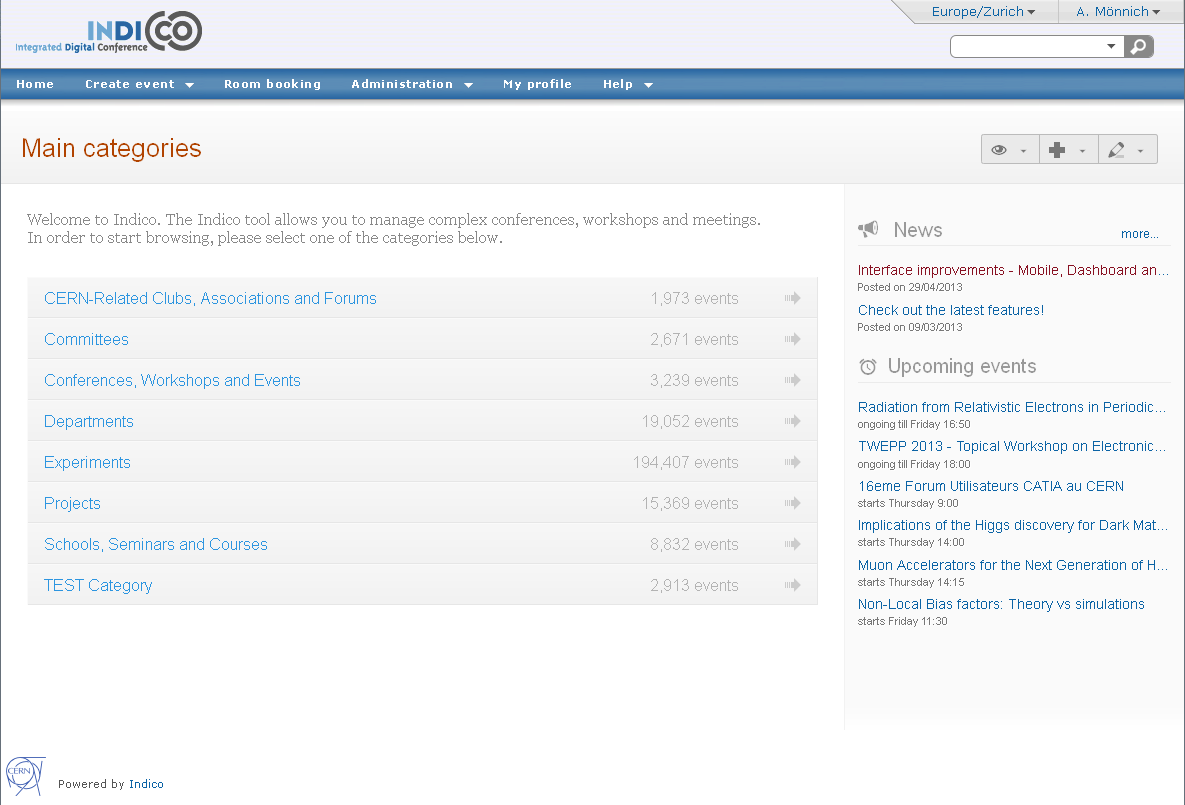 INDICO
Integrated Digital Conference
Europe/Zurich
A. Mönnich
Home Create event Room booking Administration My profile Help
Main categories
Welcome to Indico. The Indico tool allows you to manage complex conferences, workshops and meetings.
In order to start browsing, please select one of the categories below.
CERN-Related Clubs, Associations and Forums 1,973 events
Committees 2,671 events
Conferences, Workshops and Events 3,239 events
Departments 19,052 events
Experiments 194,407 events
Projects 15,369 events
Schools, Seminars and Courses 8,832 events
TEST Category 2,913 events
News more...
Interface improvements - Mobile, Dashboard an...
Posted on 29/04/2013
Check out the latest features!
Posted on 09/03/2013
Upcoming events
Radiation from Relativistic Electrons in Periodic...
ongoing till Friday 16:50
TWEPP 2013 - Topical Workshop on Electronic...
ongoing till Friday 18:00
16eme Forum Utilisateurs CATIA au CERN
starts Thursday 9:00
Implications of the Higgs discovery for Dark Mat...
starts Thursday 14:00
Muon Accelerators for the Next Generation of H...
starts Thursday 14:15
Non-Local Bias factors: Theory vs simulations
starts Friday 11:30
CERN
Powered by Indico